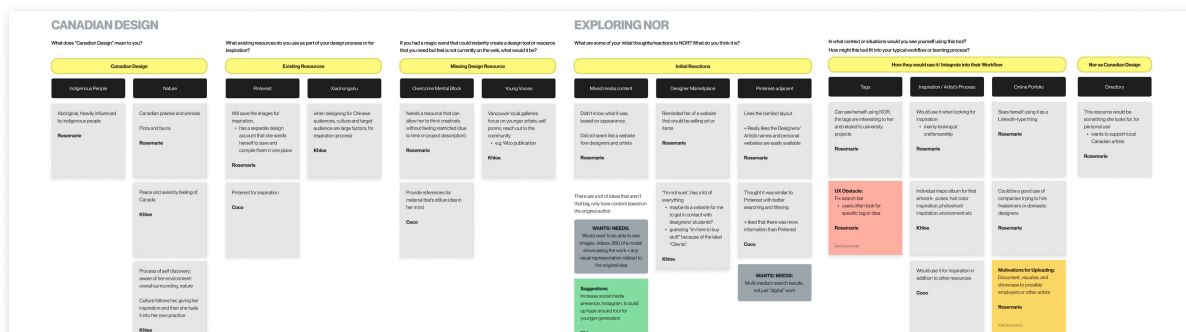 CANADIAN DESIGN
What does "Canadian Design" mean to you?
What existing resources do you use as part of your design process or for
inspiration?
If you had a magic wand that could instantly create a design tool or resource
that you need but feel is not currently on the web, what would it be?
Canadian Design
Existing Resources
Missing Design Resource
Indigenous People
Nature
Pinterest
Xiaohongshu
Overcome Mental Block
Young Voices
Aboriginal, heavily influenced
by indigenous people
Rosemarie
Canadian prairies and animals
Flora and fauna
Rosemarie
Will save the images for
inspiration.
• has a separate design
account that she sends
herself to save and
compile them in one place
Rosemarie
when designing for Chinese
audiences, culture and target
audience are large factors, for
inspiration process
Khloe
Needs a resource that can
allow her to think creatively
without feeling restricted (due
to time or project description)
Rosemarie
Vancouver local galleries
focus on younger artists, self
promo, reach out to the
community
• e.g. Woo publication
Khloe
Peace and serenity feeling of
Canada
Khloe
Pinterest for inspiration
Coco
Provide references for
material that's still an idea in
her mind
Coco
Process of self discovery,
aware of her environment-
overall surrounding, nature
Culture follows her, giving her
inspiration and then she fuels
it into her own practice
Khloe
EXPLORING NOR
What are some of your initial thoughts/reactions to NOR? What do you think it is?
In what context or situations would you see yourself using this tool?
How might this tool fit into your typical workflow or learning process?
Initial Reactions
How they would use it/ Integrate into their Workflow
Nor as Canadian Design
Mixed media content
Designer Marketplace
Pinterest adjacent
Tags
Inspiration / Artist's Process
Online Portfolio
Directory
Didn't know what it was,
based on appearance.
Did not seem like a website
fore designers and artists
Rosemarie
Reminded her of a website
that would be selling art or
items
Rosemarie
Likes the (similar) layout
+ Really likes the Designers/
Artists names and personal
websites are easily available
Rosemarie
Can see herself using NOR,
the tags are interesting to her
and related to university
projects
Rosemarie
Would use it when looking for
inspiration
• mainly looking at
craftsmanship
Rosemarie
Sees herself using it as a
LinkedIn-type thing
Rosemarie
This resource would be
something she looks for, for
personal use
• wants to support local
Canadian artists
Rosemarie
There are a lot of ideas that aren't
that big, only have content based on
the original author
"I'm not sure", has a lot of
everything
• maybe its a website for me
to get in contact with
designers/ students?
• guessing "im here to buy
stuff" because of the label
"Clients"
Khloe
Thought it was similar to
Pinterest with better
searching and filtering
+ liked that there was more
information than Pinterest
Coco
UX Obstacle:
Fix search bar
• users often look for
specific tag or idea
Rosemarie
Individual inspo album for that
artwork- poses, hair color
inspiration, photoshoot
inspiration, environment etc
Khloe
Could be a good use of
companies trying to hire
freelancers or domestic
designers
Rosemarie
WANTS/ NEEDS:
Would want to be able to see
images, videos, 360 of a model
showcasing the work + any
visual representation related to
the original idea
WANTS/ NEEDS:
Multi-medium search results,
not just "digital" work
Would use it for inspiration in
addition to other resources
Coco
Motivations for Uploading:
Document, visualize, and
showcase to possible
employers or other artists
Rosemarie
Suggestions:
Increase social media
presence, Instagram, to build
up hype around tool for
younger generation